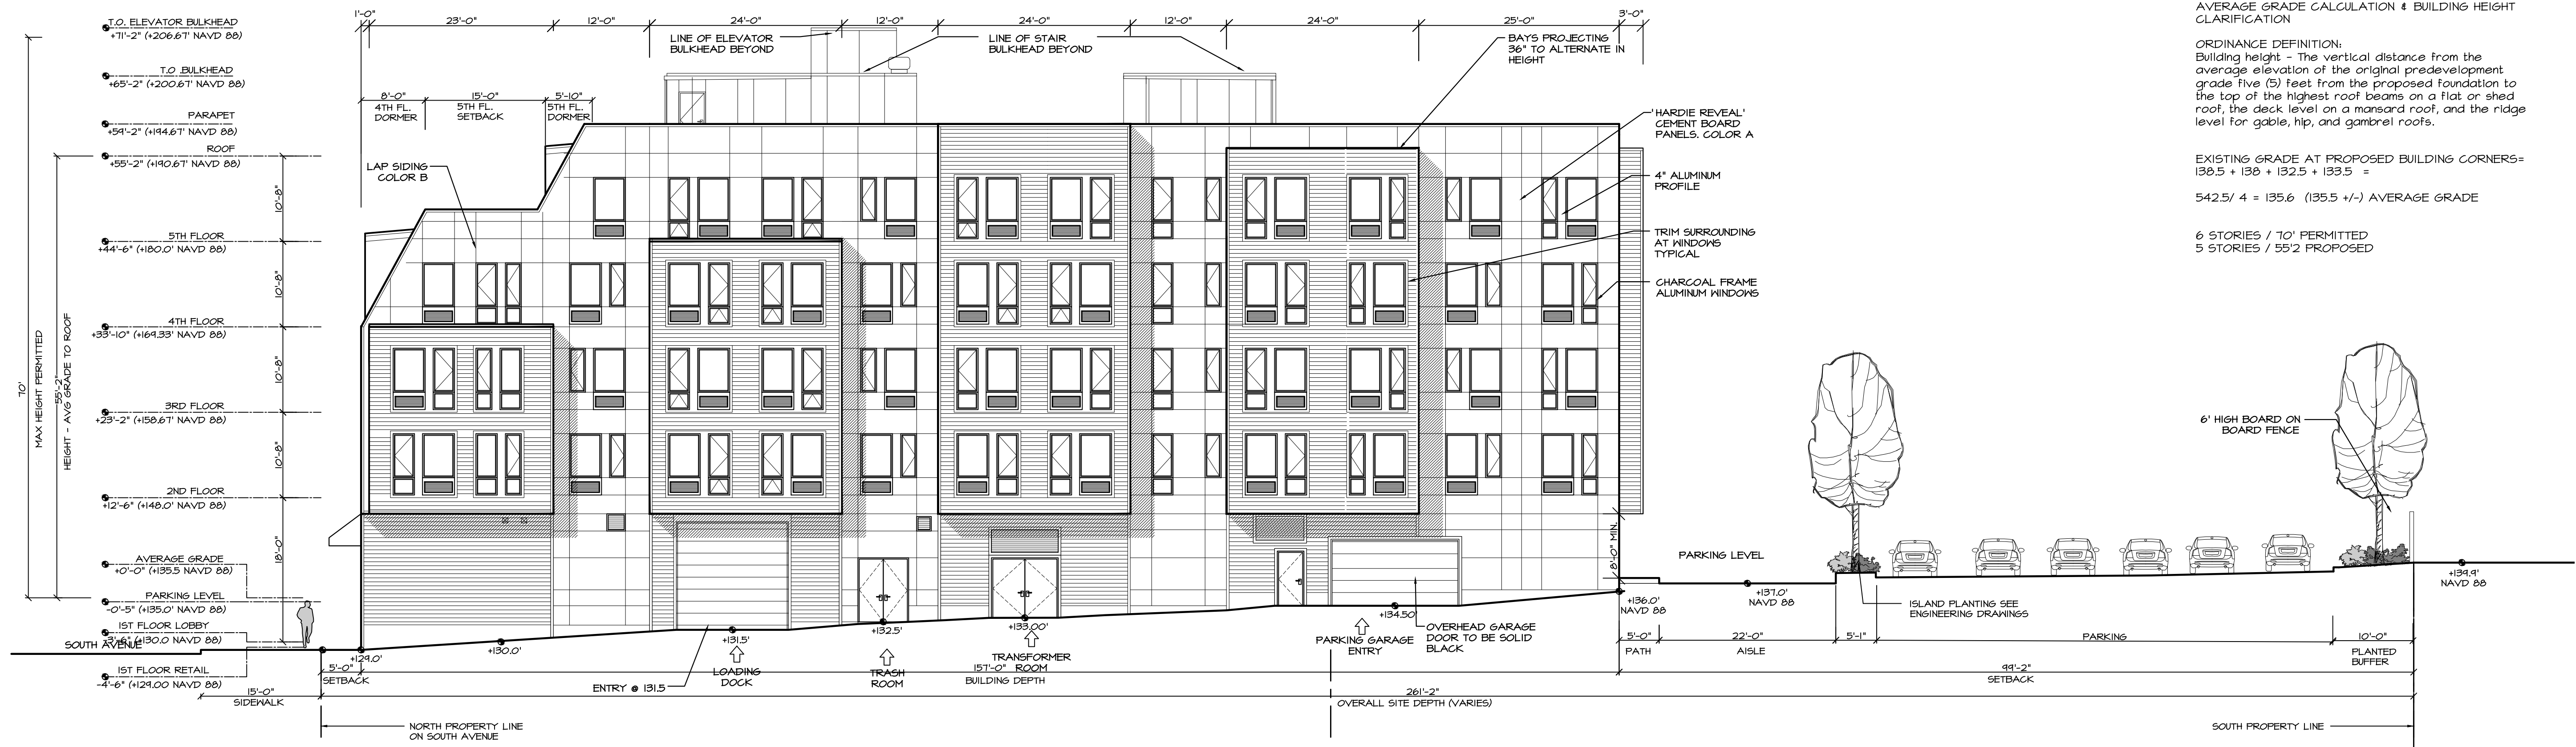 1'-0"
23'-0"
12'-0"
24'-0"
12'-0"
24'-0"
12'-0"
24'-0"
25'-0"
3'-0"
T.O. ELEVATOR BULKHEAD
+71'-2" (+206.67' NAVD 88)
T.O .BULKHEAD
+65'-2" (+200.67' NAVD 88)
PARAPET
+59'-2" (+194.67' NAVD 88)
ROOF
+55'-2" (+190.67' NAVD 88)
5TH FLOOR
+44'-6" (+180.0' NAVD 88)
4TH FLOOR
+33'-10" (+169.33' NAVD 88)
3RD FLOOR
+23'-2" (+158.67' NAVD 88)
2ND FLOOR
+12'-6" (+148.0' NAVD 88)
AVERAGE GRADE
+0'-0" (+135.5 NAVD 88)
PARKING LEVEL
-0'-5" (+135.0' NAVD 88)
1ST FLOOR LOBBY
-3'-6" (+130.0 NAVD 88)
SOUTH AVENUE
1ST FLOOR RETAIL
-4'-6" (+129.00 NAVD 88)
70'
MAX HEIGHT PERMITTED
55'-2"
HEIGHT - AVG GRADE TO ROOF
10'-8"
10'-8"
10'-8"
10'-8"
18'-0"
8'-0"
4TH FL.
DORMER
15'-0"
5TH FL.
SETBACK
5'-10"
5TH FL.
DORMER
LAP SIDING
COLOR B
LINE OF ELEVATOR
BULKHEAD BEYOND
LINE OF STAIR
BULKHEAD BEYOND
BAYS PROJECTING
36" TO ALTERNATE IN
HEIGHT
'HARDIE REVEAL'
CEMENT BOARD
PANELS. COLOR A
4" ALUMINUM
PROFILE
TRIM SURROUNDING
AT WINDOWS
TYPICAL
CHARCOAL FRAME
ALUMINUM WINDOWS
AVERAGE GRADE CALCULATION & BUILDING HEIGHT
CLARIFICATION
ORDINANCE DEFINITION:
Building height - The vertical distance from the
average elevation of the original predevelopment
grade five (5) feet from the proposed foundation to
the top of the highest roof beams on a flat or shed
roof, the deck level on a mansard roof, and the ridge
level for gable, hip, and gambrel roofs.
EXISTING GRADE AT PROPOSED BUILDING CORNERS=
138.5 + 138 + 132.5 + 133.5 =
542.5/ 4 = 135.6 (135.5 +/-) AVERAGE GRADE
6 STORIES / 70' PERMITTED
5 STORIES / 55'2 PROPOSED
6' HIGH BOARD ON
BOARD FENCE
8'-0" MIN.
PARKING LEVEL
+129.0'
+130.0'
+131.5'
+132.5'
+133.00'
+134.50'
+136.0'
NAVD 88
+137.0'
NAVD 88
+139.9'
NAVD 88
ISLAND PLANTING SEE
ENGINEERING DRAWINGS
LOADING
DOCK
TRASH
ROOM
TRANSFORMER
ROOM
PARKING GARAGE
ENTRY
OVERHEAD GARAGE
DOOR TO BE SOLID
BLACK
ENTRY @ 131.5
5'-0"
PATH
22'-0"
AISLE
5'-1"
PARKING
10'-0"
PLANTED
BUFFER
5'-0"
SETBACK
157'-0"
BUILDING DEPTH
99'-2"
SETBACK
15'-0"
SIDEWALK
261'-2"
OVERALL SITE DEPTH (VARIES)
NORTH PROPERTY LINE
ON SOUTH AVENUE
SOUTH PROPERTY LINE